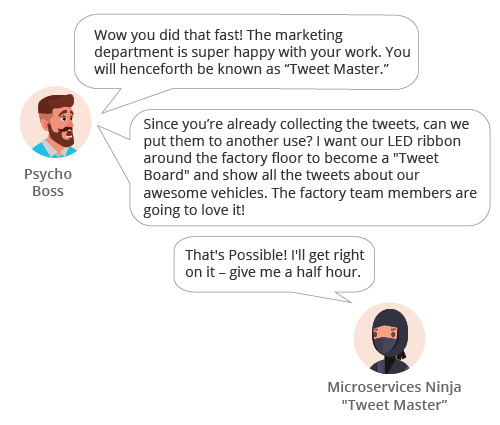 Wow you did that fast! The marketing
department is super happy with your work. You
will henceforth be known as “Tweet Master.”
Since you’re already collecting the tweets, can we
put them to another use? I want our LED ribbon
around the factory floor to become a "Tweet
Board" and show all the tweets about our
awesome vehicles. The factory team members are
going to love it!
Psycho
Boss
That's Possible! I'll get right
on it – give me a half hour.
Microservices Ninja
"Tweet Master”